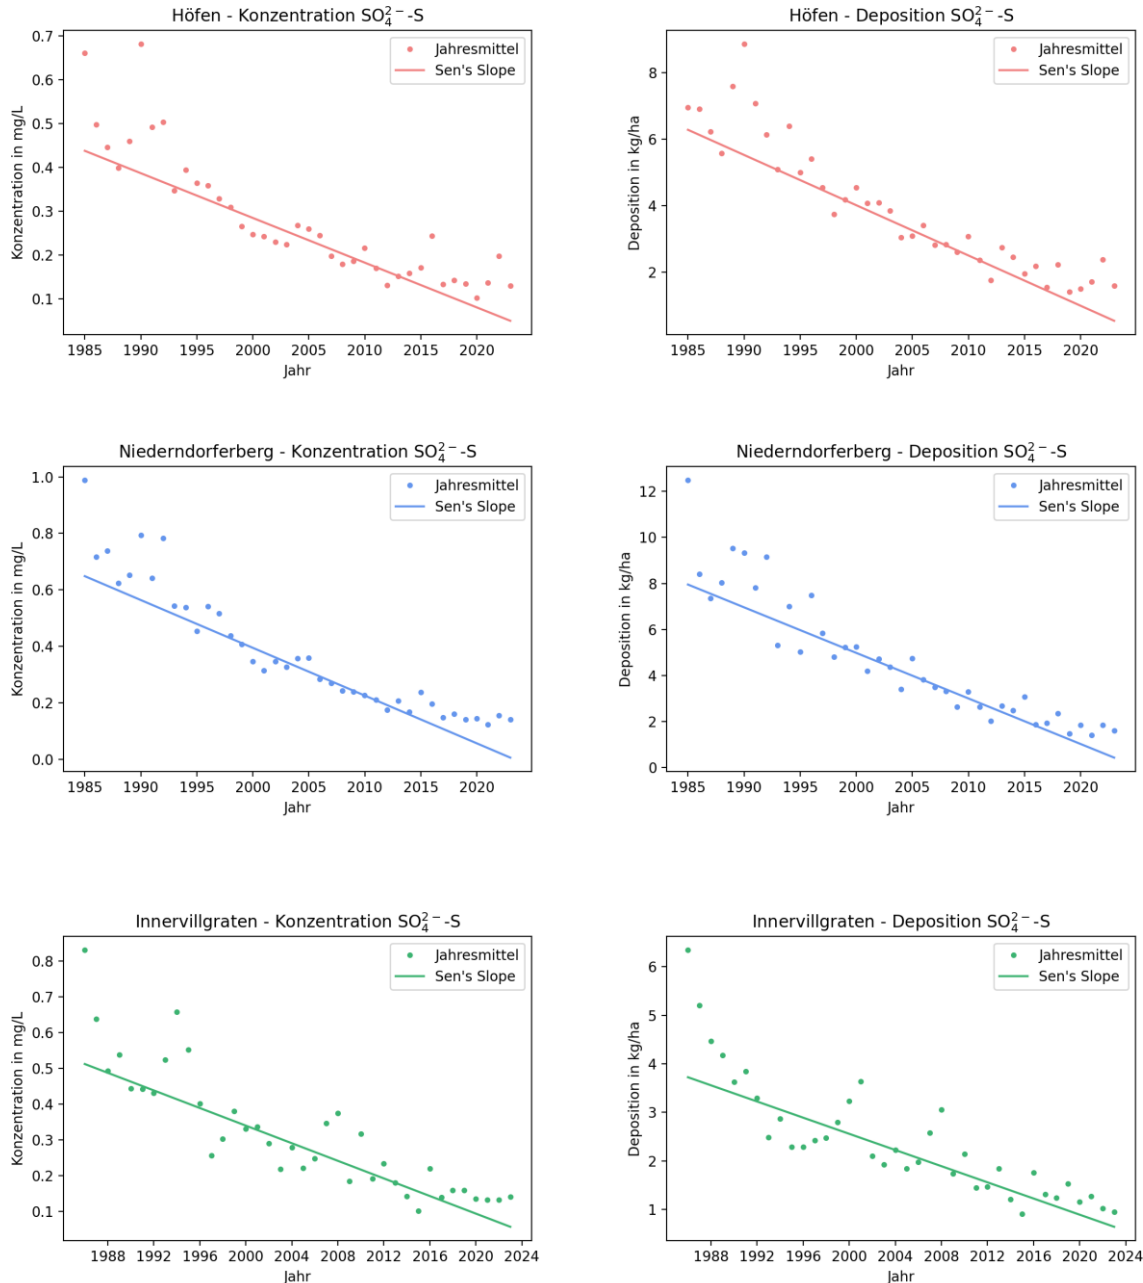 Höfen - Konzentration SO₄²⁻-S
Konzentration in mg/L
0.7
0.6
0.5
0.4
0.3
0.2
0.1
Jahresmittel
Sen's Slope
1985 1990 1995 2000 2005 2010 2015 2020
Jahr
Höfen - Deposition SO₄²⁻-S
Deposition in kg/ha
8
6
4
2
Jahresmittel
Sen's Slope
1985 1990 1995 2000 2005 2010 2015 2020
Jahr
Niederndorferberg - Konzentration SO₄²⁻-S
Konzentration in mg/L
1.0
0.8
0.6
0.4
0.2
0.0
Jahresmittel
Sen's Slope
1985 1990 1995 2000 2005 2010 2015 2020
Jahr
Niederndorferberg - Deposition SO₄²⁻-S
Deposition in kg/ha
12
10
8
6
4
2
0
Jahresmittel
Sen's Slope
1985 1990 1995 2000 2005 2010 2015 2020
Jahr
Innervillgraten - Konzentration SO₄²⁻-S
Konzentration in mg/L
0.8
0.7
0.6
0.5
0.4
0.3
0.2
0.1
Jahresmittel
Sen's Slope
1988 1992 1996 2000 2004 2008 2012 2016 2020 2024
Jahr
Innervillgraten - Deposition SO₄²⁻-S
Deposition in kg/ha
6
5
4
3
2
1
Jahresmittel
Sen's Slope
1988 1992 1996 2000 2004 2008 2012 2016 2020 2024
Jahr